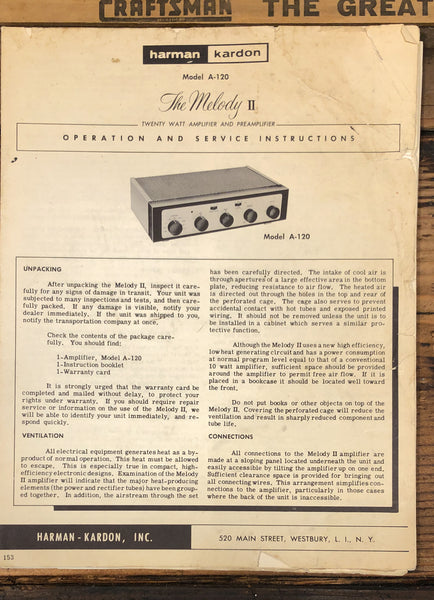 CRAFTSMAN THE GREAT
harman kardon
Model A-120
The Melody II
TWENTY WATT AMPLIFIER AND PREAMPLIFIER
OPERATION AND SERVICE INSTRUCTIONS
Model A-120
UNPACKING
After unpacking the Melody II, inspect it care-
fully for any signs of damage in transit. Your unit was
subjected to many inspections and tests, and then care-
fully packed. If any damage is visible, notify your
dealer immediately. If the unit was shipped to you,
notify the transportation company at once.
Check the contents of the package care-
fully. You should find:
1-Amplifier, Model A-120
1-Instruction booklet
1-Warranty card
It is strongly urged that the warranty card be
completed and mailed without delay, to protect your
rights under warranty. If you should require repair
service or information on the use of the Melody II, we
will be able to identify your unit immediately, and re-
spond quickly.
VENTILATION
All electrical equipment generates heat as a by-
product of normal operation. This heat must be allowed
to escape. This is especially true in compact, high-
efficiency electronic designs. Examination of the Melody
II amplifier will indicate that the major heat-producing
elements (the power and rectifier tubes) have been group-
ed together. In addition, the airstream through the set
has been carefully directed. The intake of cool air is
through apertures of a large effective area in the bottom
plate, reducing resistance to air flow. The heated air
is directed out through the holes in the top and rear of
the perforated cage. The cage also serves to prevent
accidental contact with hot tubes and exposed printed
wiring. It should not be removed unless the unit is to
be installed in a cabinet which serves a similar pro-
tective function.
Although the Melody II uses a new high efficiency,
low heat generating circuit and has a power consumption
at normal program level equal to that of a conventional
10 watt amplifier, sufficient space should be provided
around the amplifier to permit free air flow. If it is
placed in a bookcase it should be located well toward
the front.
Do not put books or other objects on top of the
Melody II. Covering the perforated cage will reduce the
ventilation and result in sharply reduced component and
tube life.
CONNECTIONS
All connections to the Melody II amplifier are
made at a sloping panel located underneath the unit and
easily accessible by tilting the amplifier up on one end.
Sufficient clearance space is provided for bringing out
all connecting wires. This arrangement simplifies con-
nections to the amplifier, particularly in those cases
where the back of the unit is inaccessible.
HARMAN-KARDON, INC.
520 MAIN STREET, WESTBURY, L. I., N. Y.
153